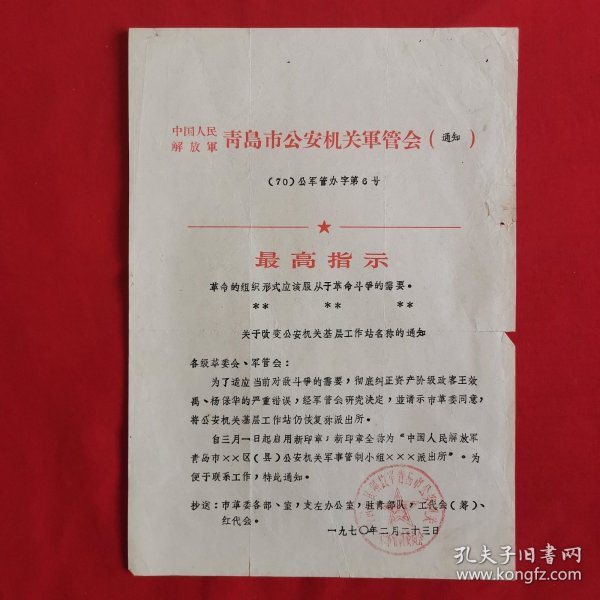 中国人民
解放軍 青島市公安机关軍管会（通知）
（70）公军管办字第6号
最高指示
革命的组织形式应该服从于革命斗争的需要。
** ** **
关于改变公安机关基层工作站名称的通知
各级革委会、军管会：
为了适应当前对敌斗争的需要，彻底纠正资产阶级政客王效
禹、杨保华的严重错误，经军管会研究决定，並请示市革委同意，
将公安机关基层工作站仍恢复称派出所。
自三月一日起启用新印章；新印章全称为“中国人民解放军
青岛市××区（县）公安机关军事管制小组×××派出所”。为
便于联系工作，特此通知。
抄送：市革委各部、室，支左办公室，驻青部队，工代会（筹）、
红代会。
一九七〇年二月二十三日
孔夫子旧书网
www.kongfz.com